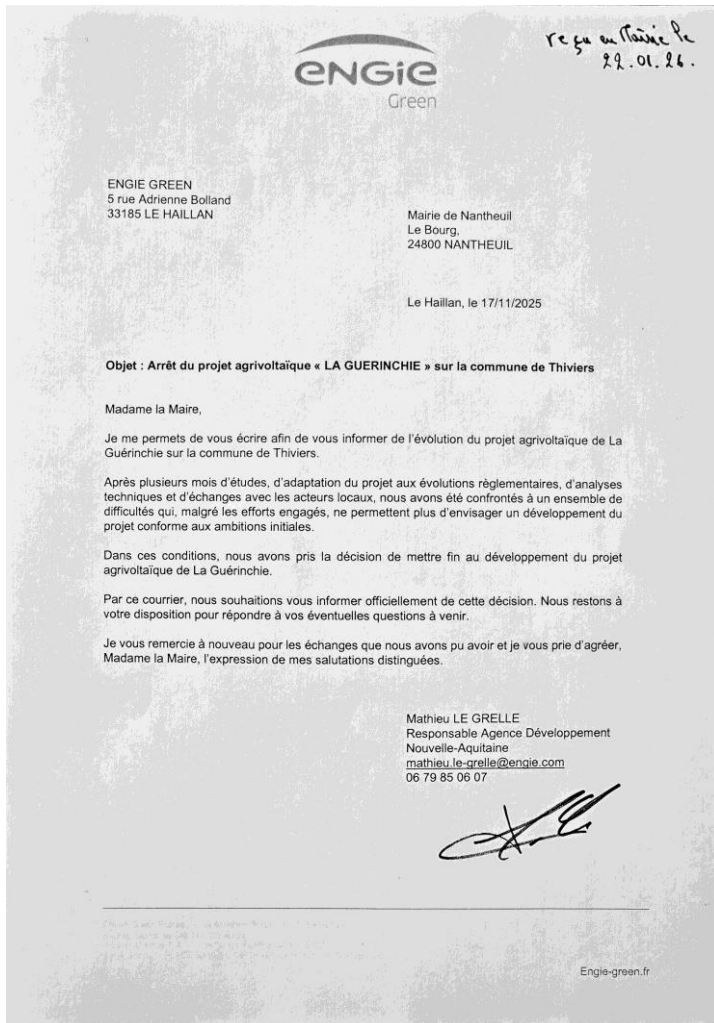 reçu en Mairie le
22.01.26.
ENGIE
Green
ENGIE GREEN
5 rue Adrienne Bolland
33185 LE HAILLAN
Mairie de Nantheuil
Le Bourg,
24800 NANTHEUIL
Le Haillan, le 17/11/2025
Objet : Arrêt du projet agrivoltaïque « LA GUERINCHIE » sur la commune de Thiviers
Madame la Maire,
Je me permets de vous écrire afin de vous informer de l'évolution du projet agrivoltaïque de La
Guérinchie sur la commune de Thiviers.
Après plusieurs mois d'études, d'adaptation du projet aux évolutions règlementaires, d'analyses
techniques et d'échanges avec les acteurs locaux, nous avons été confrontés à un ensemble de
difficultés qui, malgré les efforts engagés, ne permettent plus d'envisager un développement du
projet conforme aux ambitions initiales.
Dans ces conditions, nous avons pris la décision de mettre fin au développement du projet
agrivoltaïque de La Guérinchie.
Par ce courrier, nous souhaitions vous informer officiellement de cette décision. Nous restons à
votre disposition pour répondre à vos éventuelles questions à venir.
Je vous remercie à nouveau pour les échanges que nous avons pu avoir et je vous prie d'agréer,
Madame la Maire, l'expression de mes salutations distinguées.
Mathieu LE GRELLE
Responsable Agence Développement
Nouvelle-Aquitaine
mathieu.le-grelle@engie.com
06 79 85 06 07
Engie-green.fr